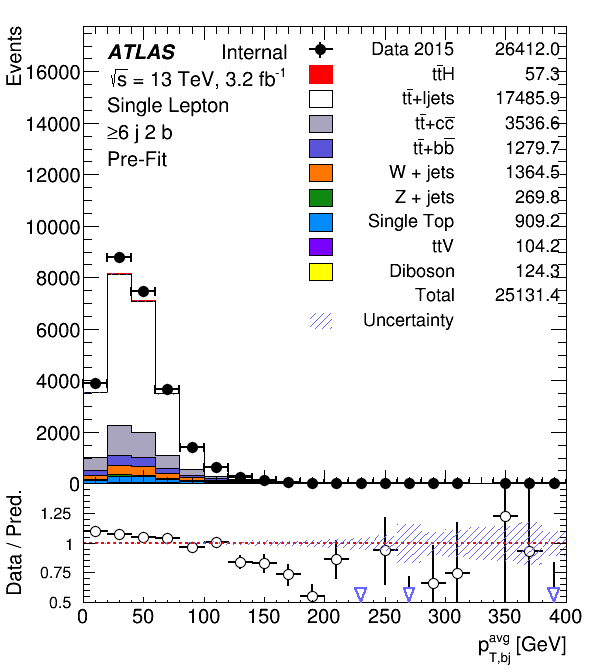 Events
ATLAS Internal
√s = 13 TeV, 3.2 fb⁻¹
Single Lepton
≥6 j 2 b
Pre-Fit
Data 2015 26412.0
tt̄H 57.3
tt̄+ljets 17485.9
tt̄+cc̄ 3536.6
tt̄+bb̄ 1279.7
W + jets 1364.5
Z + jets 269.8
Single Top 909.2
ttV 104.2
Diboson 124.3
Total 25131.4
Uncertainty
16000
14000
12000
10000
8000
6000
4000
2000
0
Data / Pred.
1.25
1
0.75
0.5
0 50 100 150 200 250 300 350 400
p_{T,bj}^{avg} [GeV]